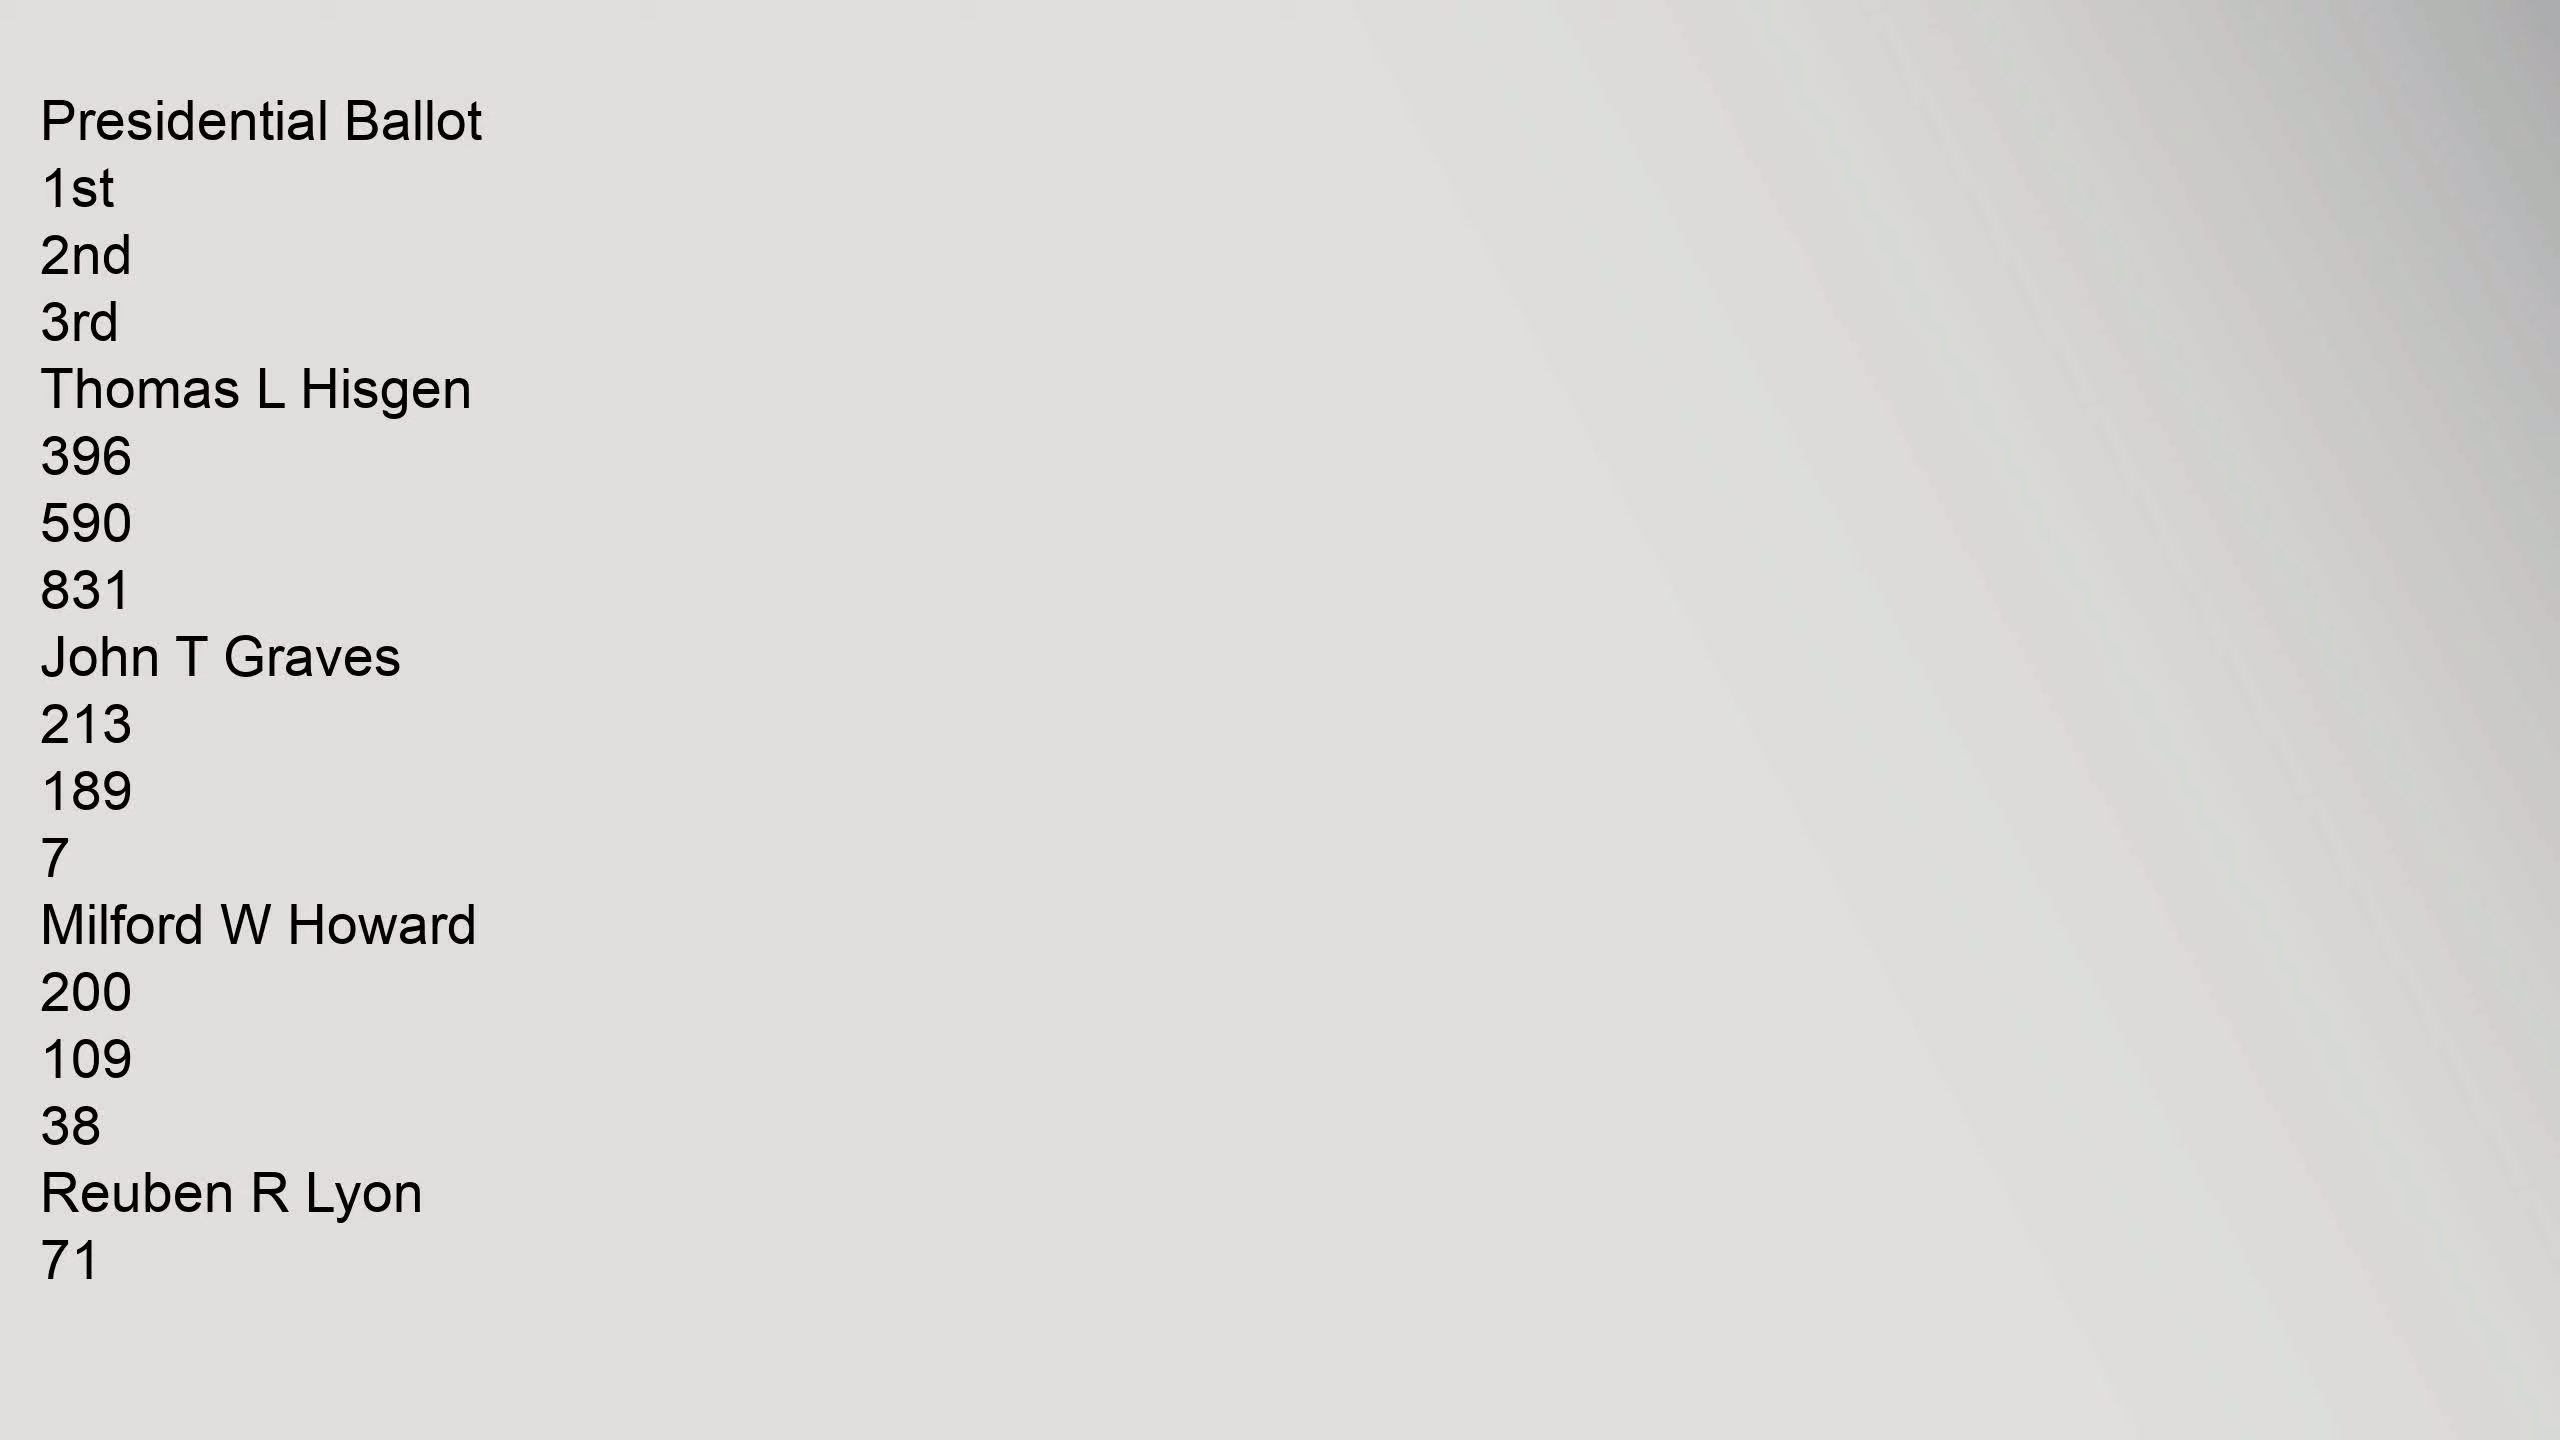 Presidential Ballot
1st
2nd
3rd
Thomas L Hisgen
396
590
831
John T Graves
213
189
7
Milford W Howard
200
109
38
Reuben R Lyon
71